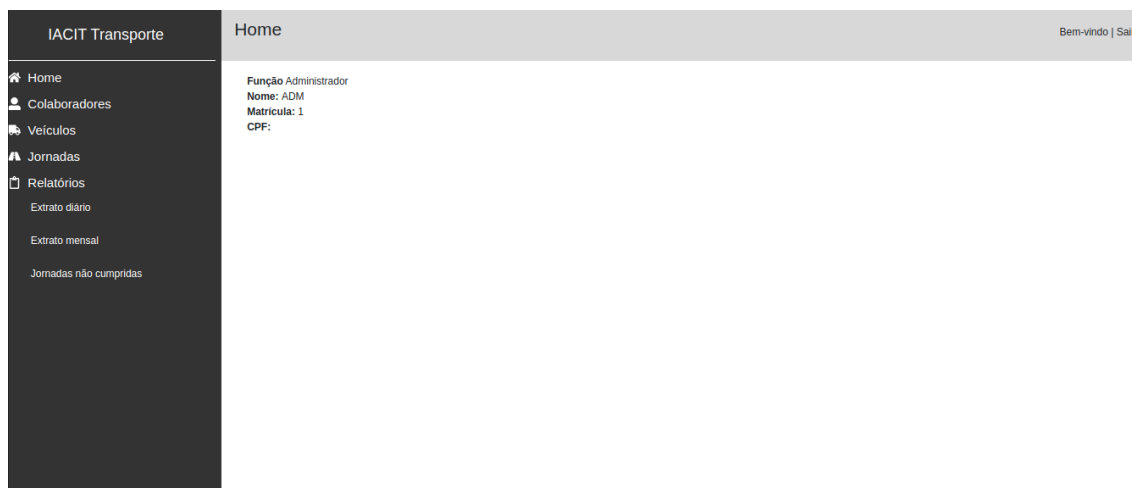 IACIT Transporte
Home
Colaboradores
Veículos
Jornadas
Relatórios
Extrato diário
Extrato mensal
Jornadas não cumpridas
Home
Bem-vindo | Sai
Função Administrador
Nome: ADM
Matrícula: 1
CPF: